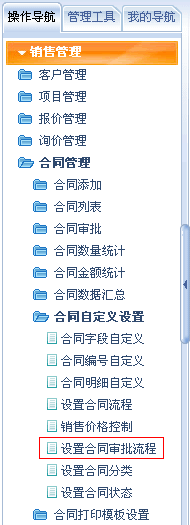 操作导航 管理工具 我的导航
销售管理
客户管理
项目管理
报价管理
询价管理
合同管理
合同添加
合同列表
合同审批
合同数量统计
合同金额统计
合同数据汇总
合同自定义设置
合同字段自定义
合同编号自定义
合同明细自定义
设置合同流程
销售价格控制
设置合同审批流程
设置合同分类
设置合同状态
合同打印模板设置